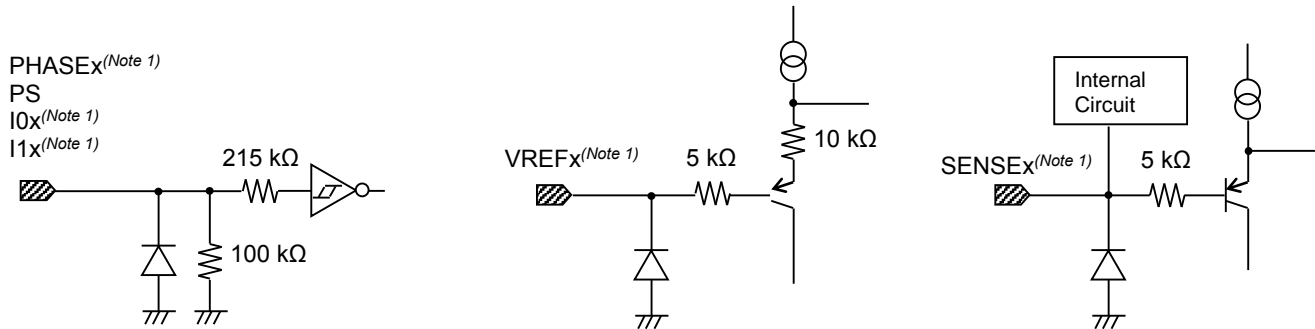 PHASEx(Note 1)
PS
I0x(Note 1)
I1x(Note 1)
215 kΩ
100 kΩ
VREFx(Note 1)
5 kΩ
10 kΩ
Internal
Circuit
SENSEx(Note 1)
5 kΩ